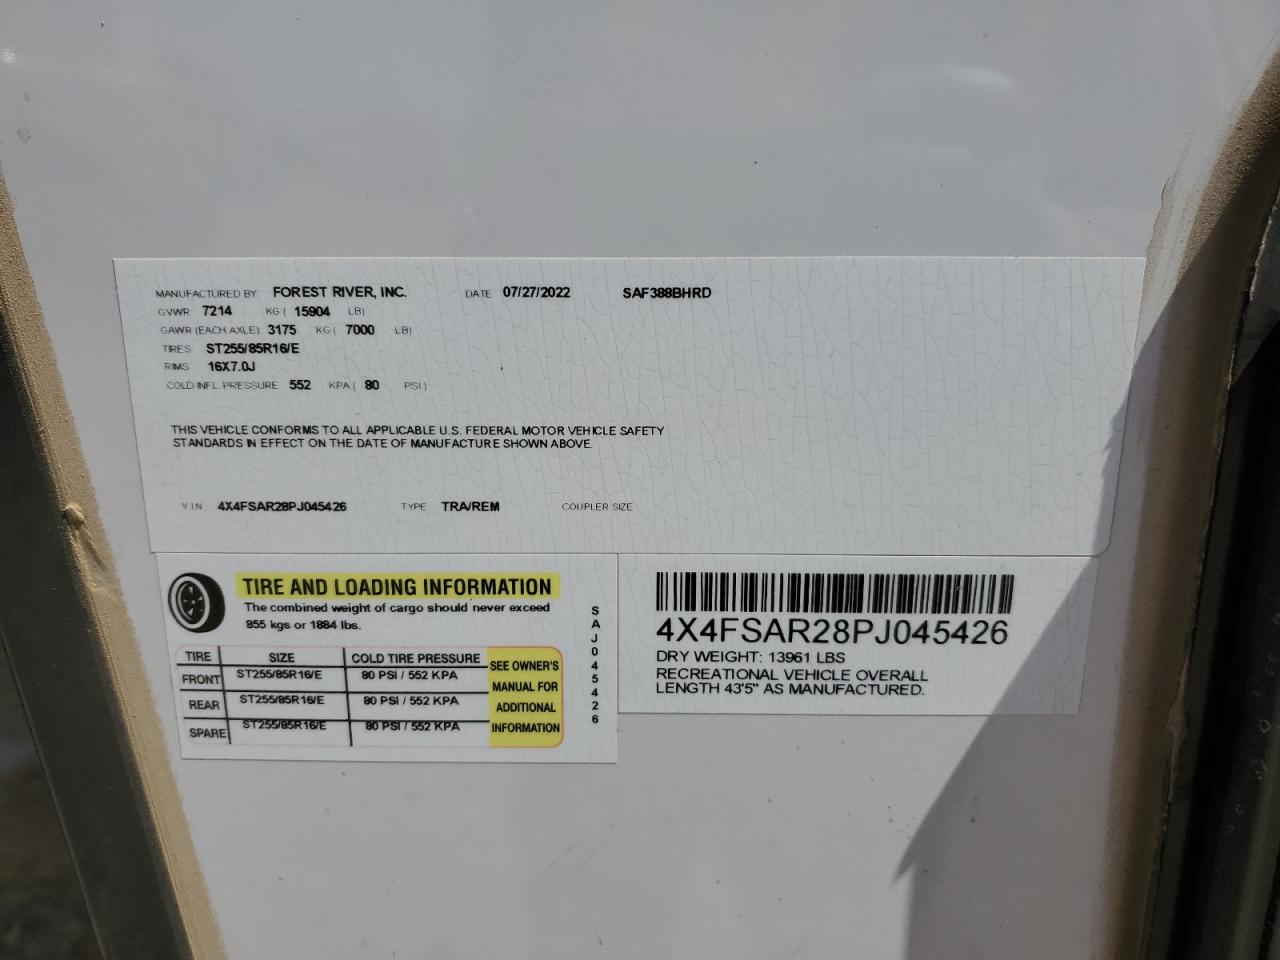 MANUFACTURED BY FOREST RIVER, INC. DATE 07/27/2022 SAF388BHRD
GVWR 7214 KG ( 15904 LB)
GAWR (EACH AXLE) 3175 KG ( 7000 LB)
TIRES ST255/85R16/E
RIMS 16X7.0J
COLD INFL PRESSURE 552 KPA ( 80 PSI )
THIS VEHICLE CONFORMS TO ALL APPLICABLE U.S. FEDERAL MOTOR VEHICLE SAFETY
STANDARDS IN EFFECT ON THE DATE OF MANUFACTURE SHOWN ABOVE.
VIN 4X4FSAR28PJ045426 TYPE TRA/REM COUPLER SIZE
TIRE AND LOADING INFORMATION
The combined weight of cargo should never exceed
855 kgs or 1884 lbs.
TIRE SIZE COLD TIRE PRESSURE
FRONT ST255/85R16/E 80 PSI / 552 KPA
REAR ST255/85R16/E 80 PSI / 552 KPA
SPARE ST255/85R16/E 80 PSI / 552 KPA
SEE OWNER'S
MANUAL FOR
ADDITIONAL
INFORMATION
SAJ045426
4X4FSAR28PJ045426
DRY WEIGHT: 13961 LBS
RECREATIONAL VEHICLE OVERALL
LENGTH 43'5" AS MANUFACTURED.